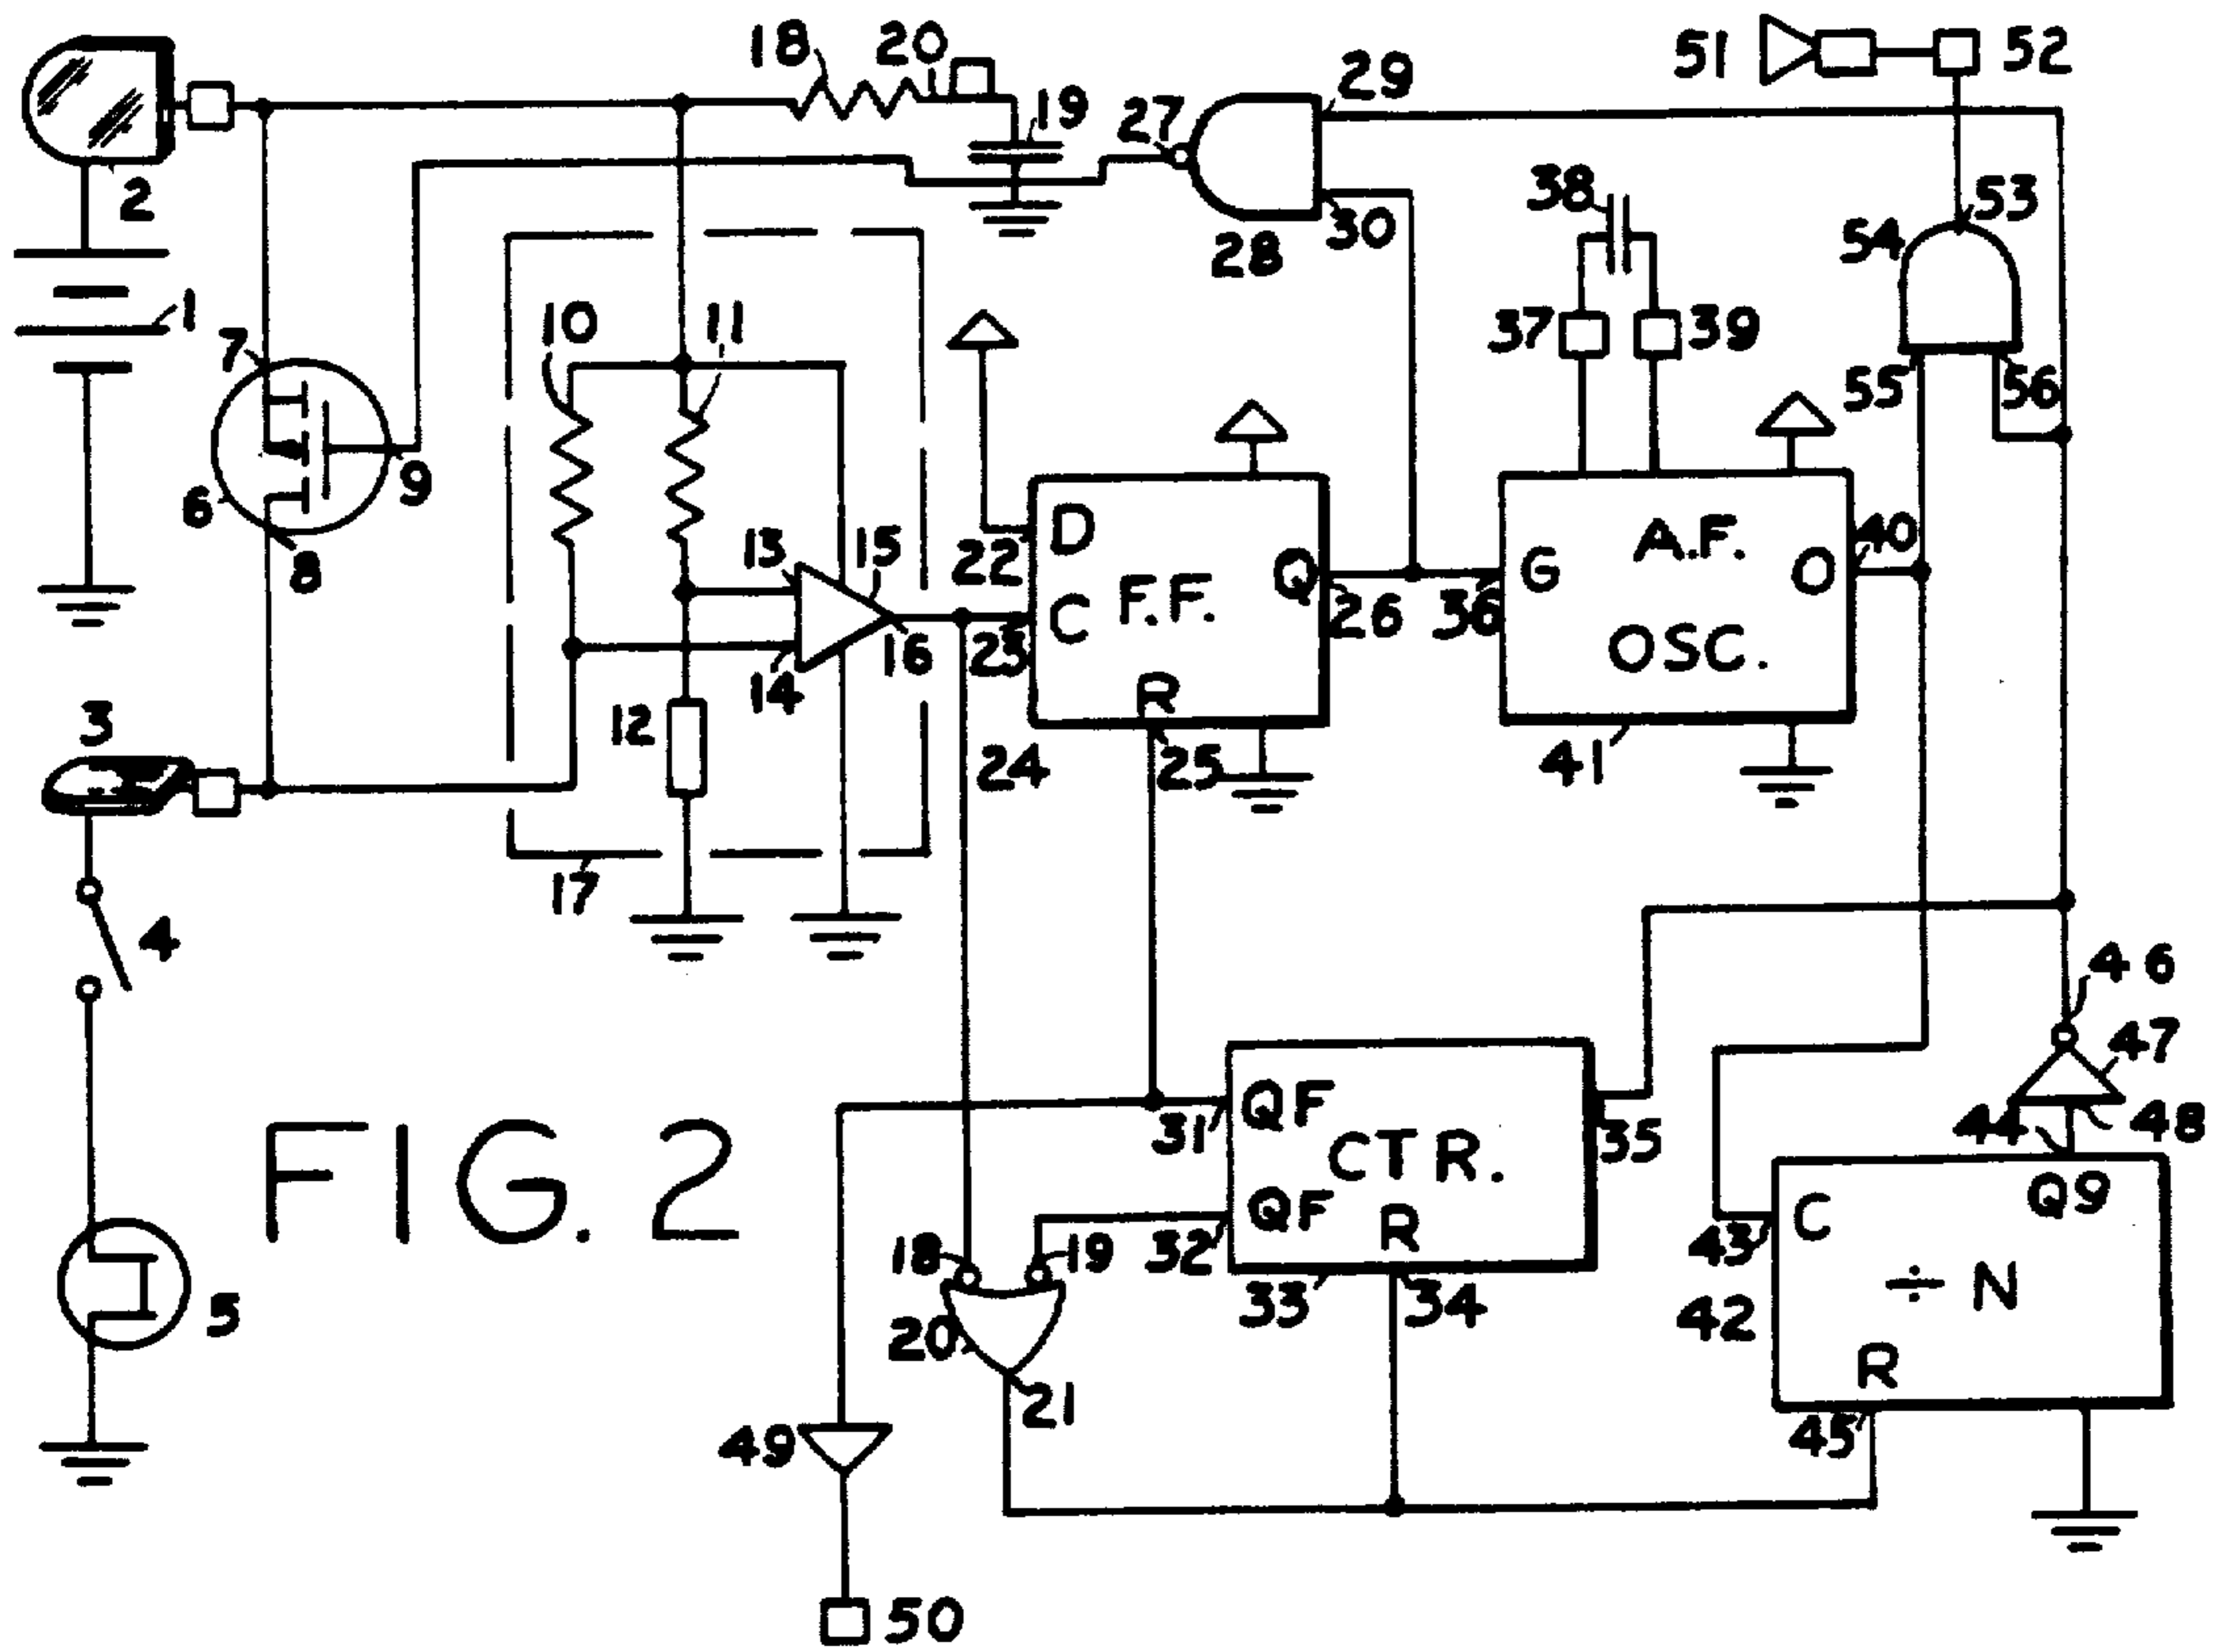 18 20 29 51 52
19 27
2 38 53
30 54
28
1 10 11 37 39
7 55 56
9
6 D A.F. 40
13 15 22 G O
8 F.F. Q
C 26 36
16 23 OSC.
14 R
3 12 24 25 41
17
4 46
47
QF 44 48
31 CTR. 35
FIG. 2 Q9
QF R C
18 19 32 43
5 33 34 ÷ N
20 42
R
21
49 45
50